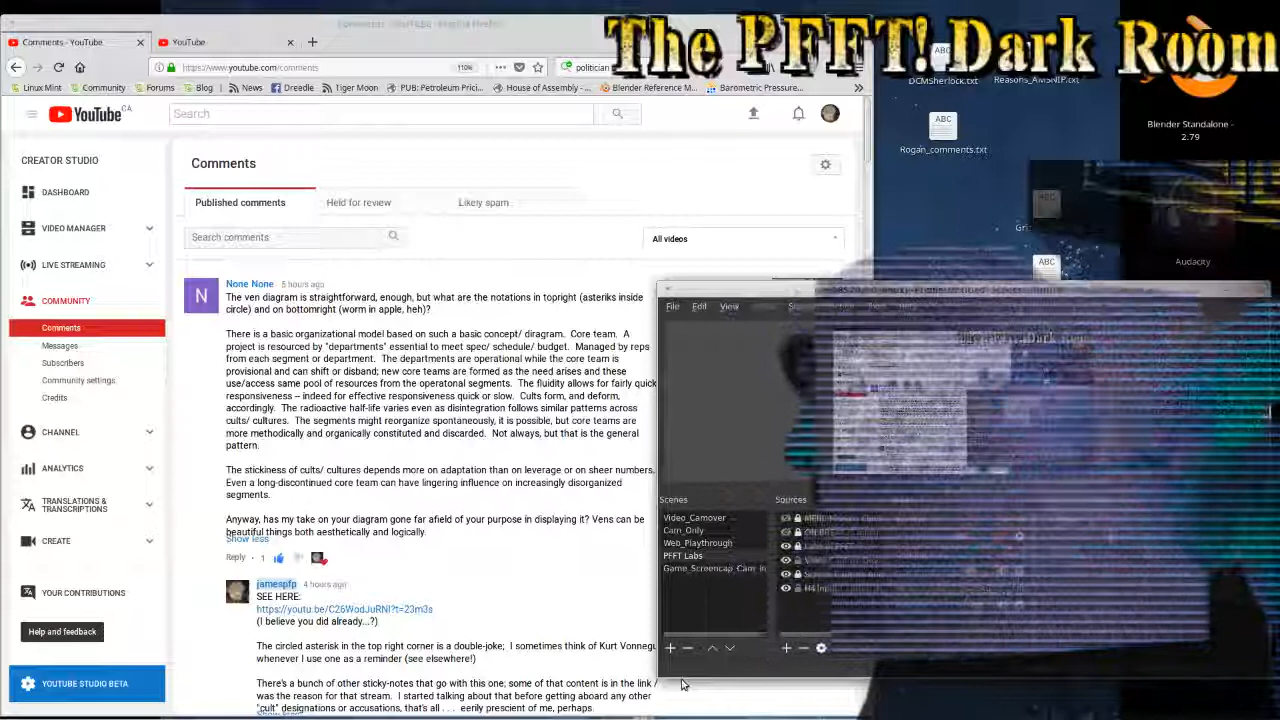 The PFFT! Dark Room
Comments - YouTube
YouTube
https://www.youtube.com/comments
110%
politician
Linux Mint
Community
Forums
Blog
News
Dreedle
Tiger Moon
PUB: Petroleum Prici...
House of Assembly -...
Blender Reference M...
Barometric Pressure...
YouTube CA
Search
CREATOR STUDIO
DASHBOARD
VIDEO MANAGER
LIVE STREAMING
COMMUNITY
Comments
Messages
Subscribers
Community settings
Credits
CHANNEL
ANALYTICS
TRANSLATIONS &
TRANSCRIPTIONS
CREATE
YOUR CONTRIBUTIONS
Help and feedback
YOUTUBE STUDIO BETA
Comments
Published comments
Held for review
Likely spam
Search comments
All videos
N
None None 5 hours ago
The ven diagram is straightforward, enough, but what are the notations in topright (asteriks inside
circle) and on bottomright (worm in apple, heh)?
There is a basic organizational model based on such a basic concept/ diragram. Core team. A
project is resourced by "departments" essential to meet spec/ schedule/ budget. Managed by reps
from each segment or department. The departments are operational while the core team is
provisional and can shift or disband; new core teams are formed as the need arises and these
use/access same pool of resources from the operatonal segments. The fluidity allows for fairly quick
responsiveness -- indeed for effective responsiveness quick or slow. Cults form, and deform,
accordingly. The radioactive half-life varies even as disintegration follows similar patterns across
cults/ cultures. The segments might reorganize spontaneously, it is possible, but core teams are
more methodically and organically constituted and discarded. Not always, but that is the general
pattern.
The stickiness of cults/ cultures depends more on adaptation than on leverage or on sheer numbers.
Even a long-discontinued core team can have lingering influence on increasingly disorganized
segments.
Anyway, has my take on your diagram gone far afield of your purpose in displaying it? Vens can be
beautiful things both aesthetically and logically.
Show less
Reply · 1
jamespfp 4 hours ago
SEE HERE:
(I believe you did already...?)
The circled asterisk in the top right corner is a double-joke; I sometimes think of Kurt Vonnegu
whenever I use one as a reminder (see elsewhere!)
There's a bunch of other sticky-notes that go with this one; some of that content is in the link /
was the reason for that stream. I started talking about that before getting aboard any other
"cult" designations or accusations, that's all . . . eerily prescient of me, perhaps.
DCMSherlock.txt
Reasons_AMSNIP.txt
ABC
Rogan_comments.txt
ABC
ABC
Blender Standalone -
2.79
Audacity
File
Edit
View
Scenes
Sources
Video_Camover
Cam_Only
Web_Playthrough
PFFT Labs
Game_Screencap_Cam in